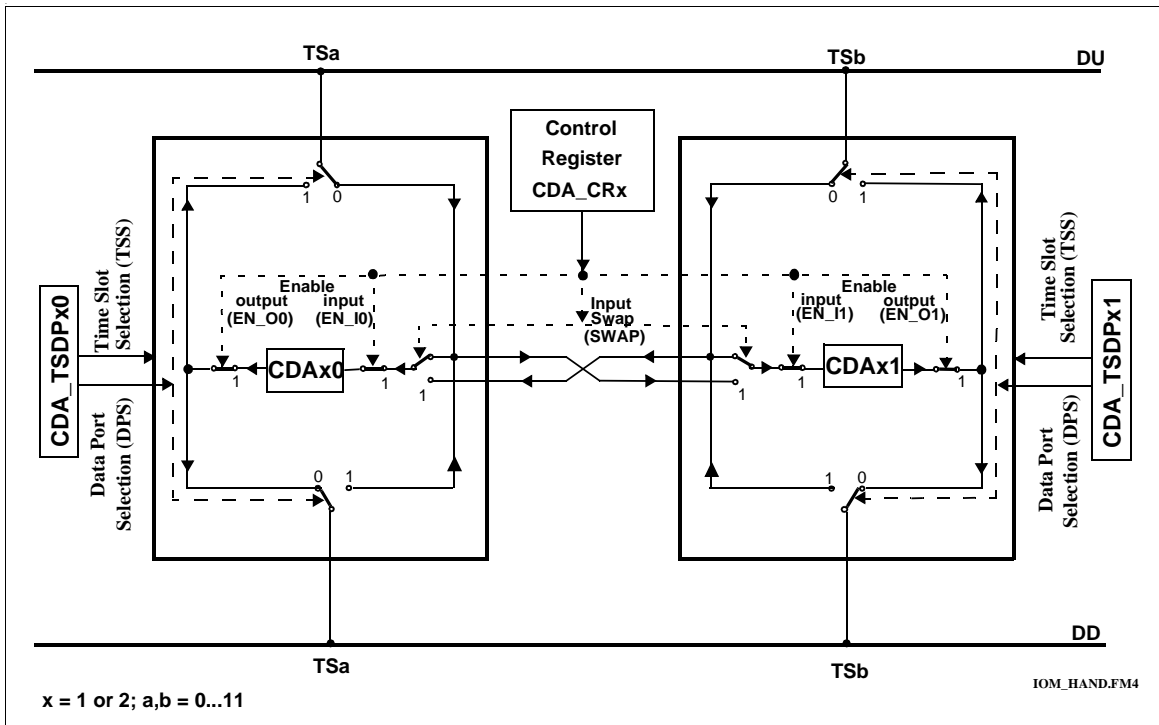 TSa
TSb
DU
Control
Register
CDA_CRx
1
0
0
1
Time Slot
Selection (TSS)
Time Slot
Selection (TSS)
Enable
output
(EN_O0)
input
(EN_I0)
Input
Swap
(SWAP)
Enable
input
(EN_I1)
output
(EN_O1)
CDA_TSDPx0
CDA_TSDPx1
1
CDAx0
1
1
1
1
CDAx1
1
Data Port
Selection (DPS)
Data Port
Selection (DPS)
0
1
1
0
DD
TSa
TSb
IOM_HAND.FM4
x = 1 or 2; a,b = 0...11